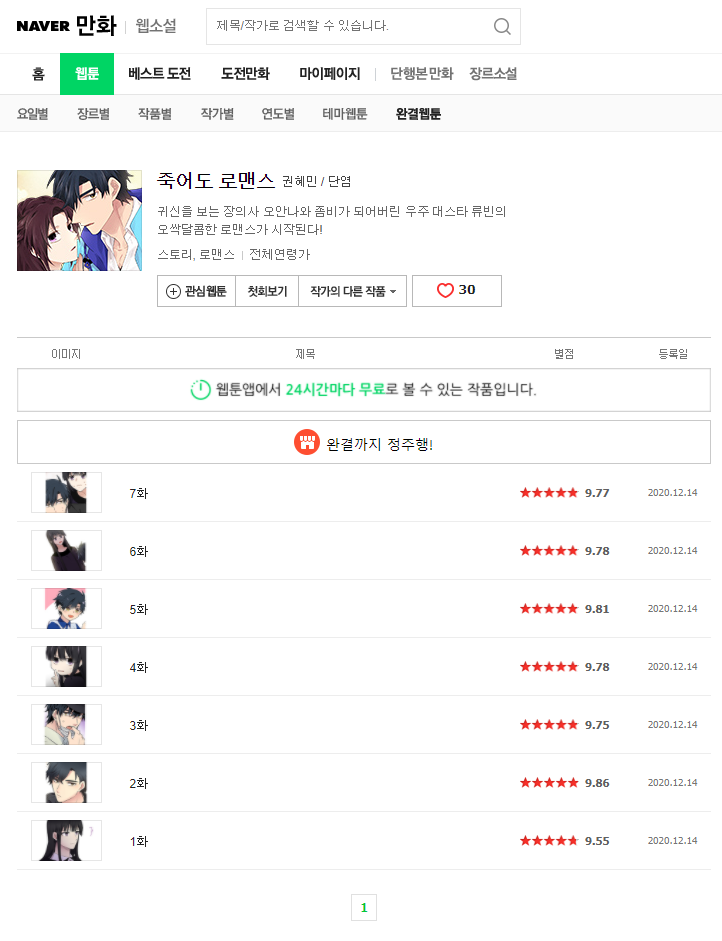 NAVER 만화 웹소설 제목/작가로 검색할 수 있습니다.
홈 웹툰 베스트 도전 도전만화 마이페이지 단행본 만화 장르소설
요일별 장르별 작품별 작가별 연도별 테마웹툰 완결웹툰
죽어도 로맨스 권혜민 / 단염
귀신을 보는 장의사 오안나와 좀비가 되어버린 우주 대스타 류빈의
오싹달콤한 로맨스가 시작된다!
스토리, 로맨스 전체연령가
관심웹툰 첫회보기 작가의 다른 작품 30
이미지 제목 별점 등록일
웹툰앱에서 24시간마다 무료로 볼 수 있는 작품입니다.
완결까지 정주행!
7화 9.77 2020.12.14
6화 9.78 2020.12.14
5화 9.81 2020.12.14
4화 9.78 2020.12.14
3화 9.75 2020.12.14
2화 9.86 2020.12.14
1화 9.55 2020.12.14
1